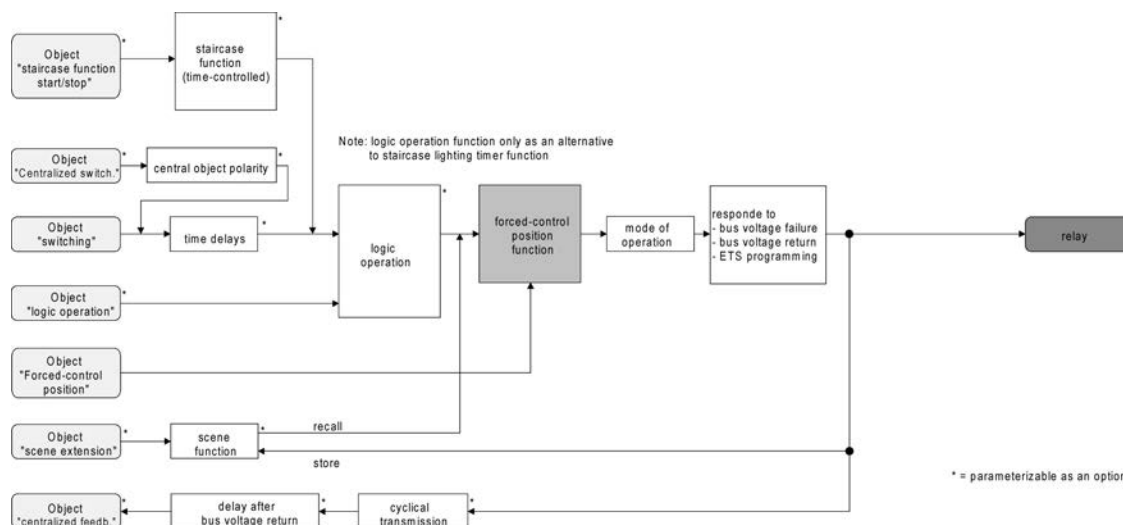 Object
"staircase function
start/stop"
*
staircase
function
(time-controlled)
*
Note: logic operation function only as an alternative
to staircase lighting timer function
Object
"Centralized switch."
*
central object polarity
*
Object
"switching"
*
time delays
*
logic
operation
*
forced-control
position
function
mode of
operation
responde to
- bus voltage failure
- bus voltage return
- ETS programming
relay
Object
"logic operation"
*
Object
"Forced-control
position"
Object
"scene extension"
*
scene
function
*
recall
store
* = parameterizable as an option
Object
"centralized feedb."
*
delay after
bus voltage return
*
cyclical
transmission
*